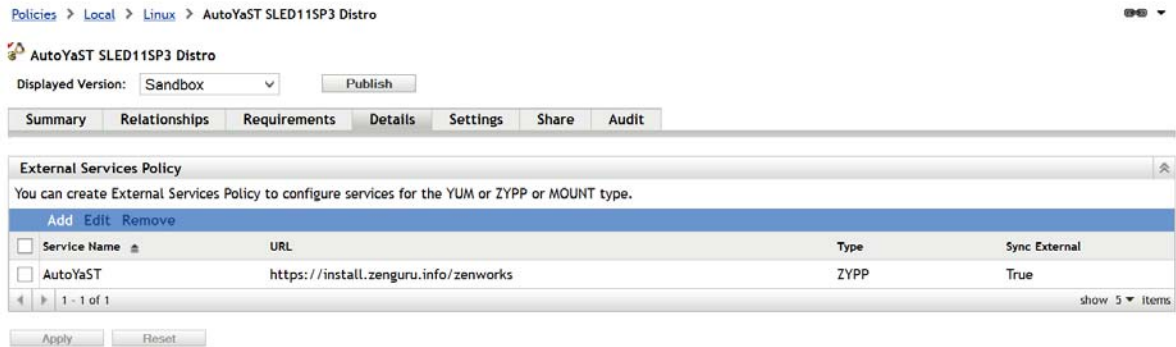 Policies > Local > Linux > AutoYaST SLED11SP3 Distro
AutoYaST SLED11SP3 Distro
Displayed Version: Sandbox Publish
Summary Relationships Requirements Details Settings Share Audit
External Services Policy
You can create External Services Policy to configure services for the YUM or ZYPP or MOUNT type.
Add Edit Remove
Service Name URL Type Sync External
AutoYaST https://install.zenguru.info/zenworks ZYPP True
1 - 1 of 1 show 5 items
Apply Reset